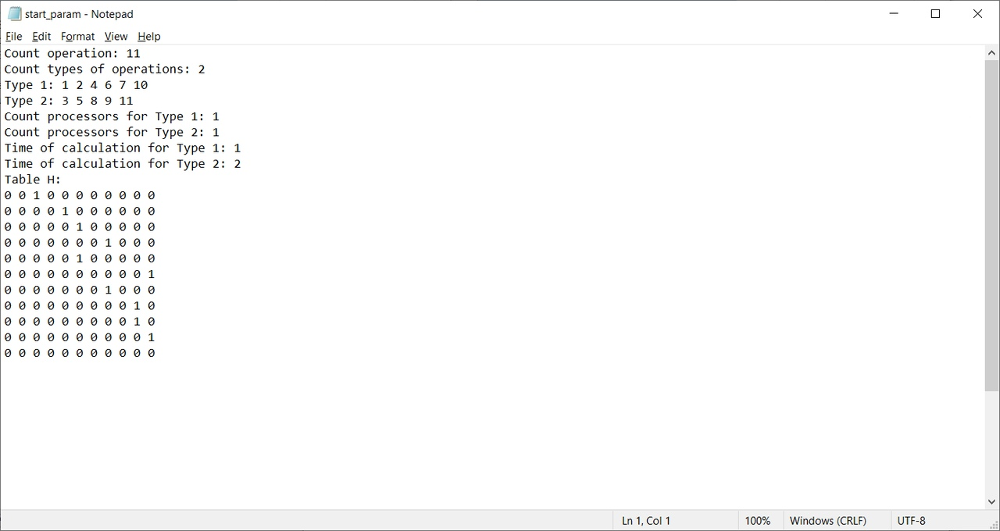 start_param - Notepad
File Edit Format View Help
Count operation: 11
Count types of operations: 2
Type 1: 1 2 4 6 7 10
Type 2: 3 5 8 9 11
Count processors for Type 1: 1
Count processors for Type 2: 1
Time of calculation for Type 1: 1
Time of calculation for Type 2: 2
Table H:
0 0 1 0 0 0 0 0 0 0 0
0 0 0 0 1 0 0 0 0 0 0
0 0 0 0 0 1 0 0 0 0 0
0 0 0 0 0 0 0 1 0 0 0
0 0 0 0 0 1 0 0 0 0 0
0 0 0 0 0 0 0 0 0 0 1
0 0 0 0 0 0 0 1 0 0 0
0 0 0 0 0 0 0 0 0 1 0
0 0 0 0 0 0 0 0 0 1 0
0 0 0 0 0 0 0 0 0 0 1
0 0 0 0 0 0 0 0 0 0 0
Ln 1, Col 1 100% Windows (CRLF) UTF-8